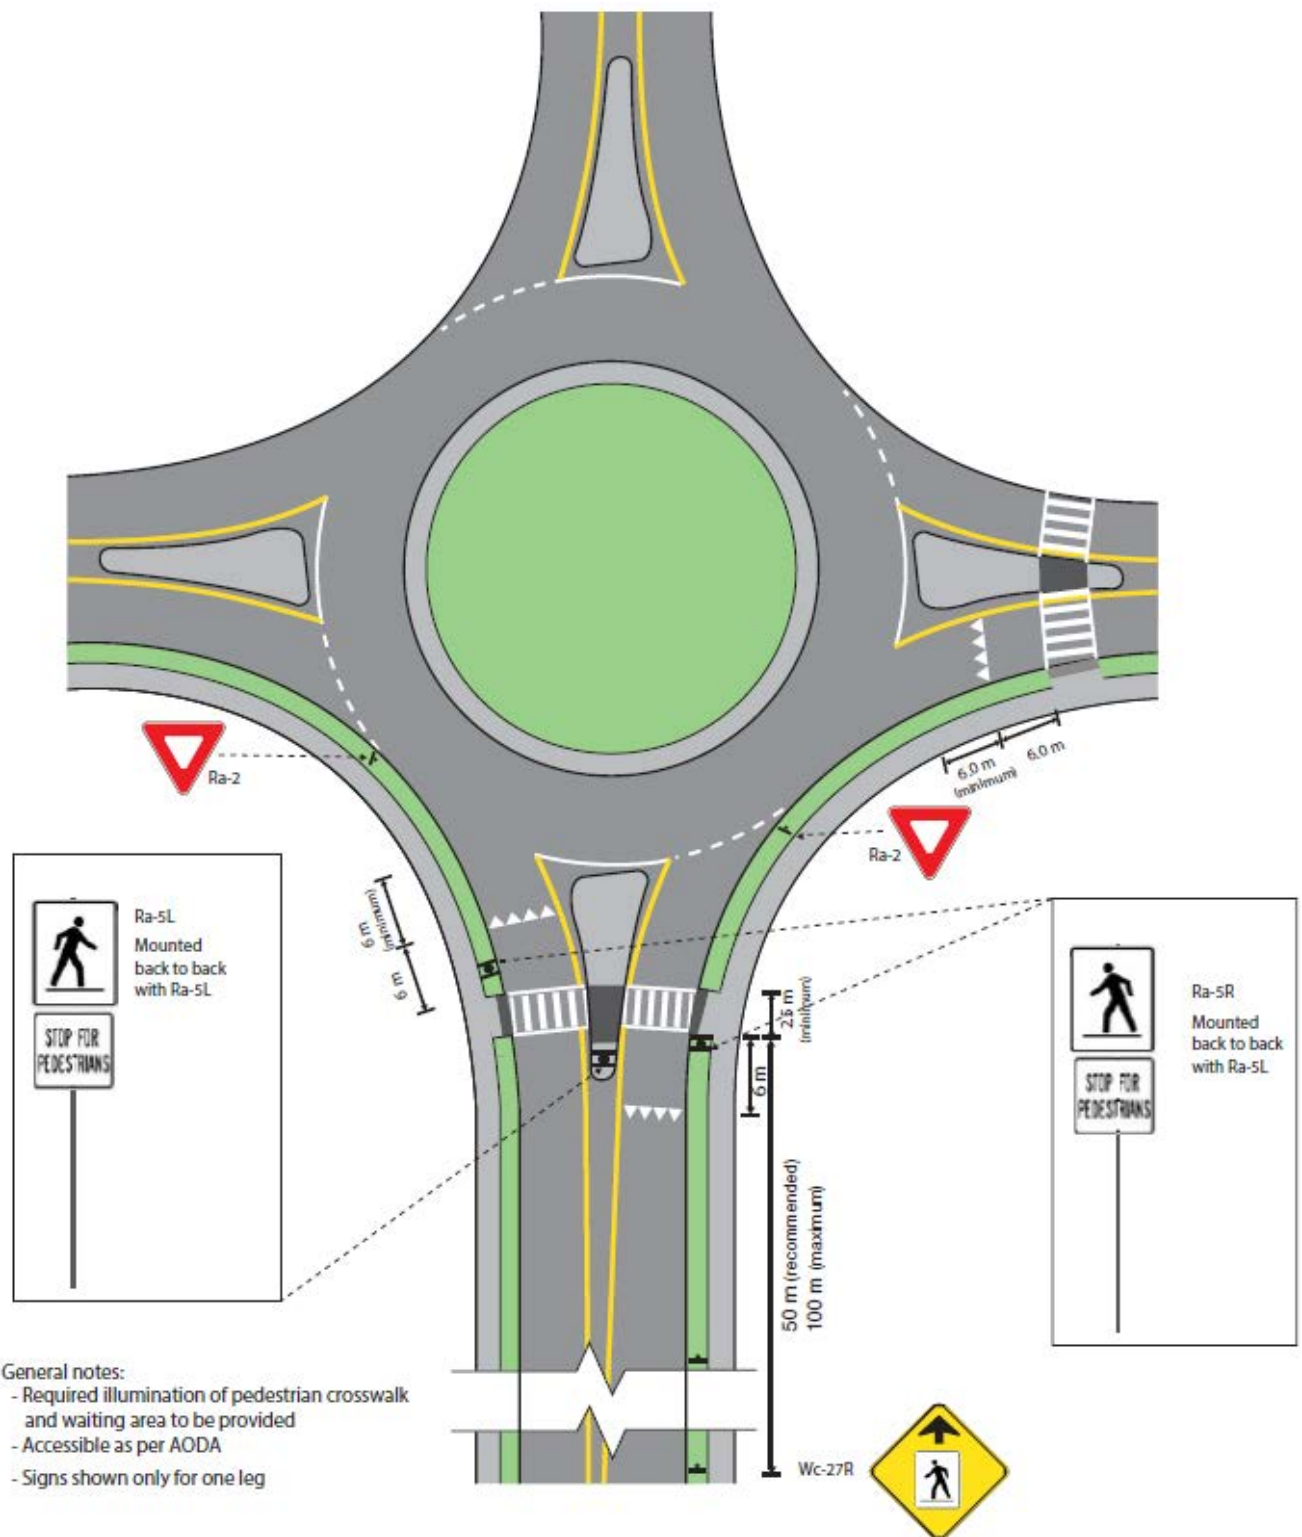 6.0 m
(minimum)
6.0 m
Ra-2
Ra-2
6 m
(minimum)
6 m
Ra-5L
Mounted
back to back
with Ra-5L
STOP FOR
PEDESTRIANS
Ra-5R
Mounted
back to back
with Ra-5L
STOP FOR
PEDESTRIANS
(minimum)
6 m
50 m (recommended)
100 m (maximum)
General notes:
- Required illumination of pedestrian crosswalk
and waiting area to be provided
- Accessible as per AODA
- Signs shown only for one leg
Wc-27R